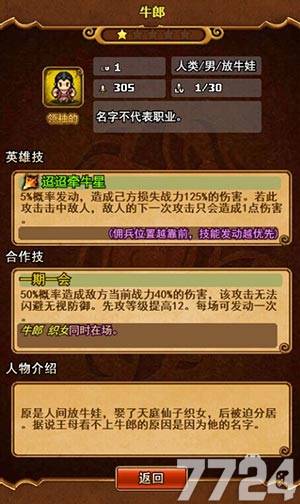 牛郎
1
人类/男/放牛娃
305
1/30
名字不代表职业。
英雄技
迢迢牵牛星
5%概率发动，造成己方损失战力125%的伤害。若此
攻击击中敌人，敌人的下一次攻击只会造成1点伤
害。
(佣兵位置越靠前，技能发动越优先)
合作技
一期一会
50%概率造成敌方当前战力40%的伤害，该攻击无法
闪避无视防御。先攻等级提高12。每场可发动一次
。
牛郎 织女同时在场。
人物介绍
原是人间放牛娃，娶了天庭仙子织女，后被迫分居
。据说王母看不上牛郎的原因是因为他的名字。
返回
7724